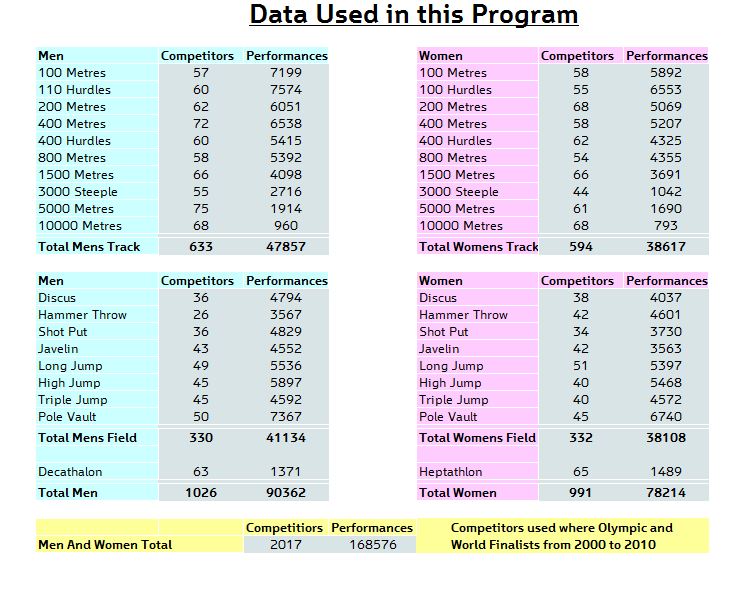 Data Used in this Program
Men Competitors Performances
100 Metres 57 7199
110 Hurdles 60 7574
200 Metres 62 6051
400 Metres 72 6538
400 Hurdles 60 5415
800 Metres 58 5392
1500 Metres 66 4098
3000 Steeple 55 2716
5000 Metres 75 1914
10000 Metres 68 960
Total Mens Track 633 47857
Women Competitors Performances
100 Metres 58 5892
100 Hurdles 55 6553
200 Metres 68 5069
400 Metres 58 5207
400 Hurdles 62 4325
800 Metres 54 4355
1500 Metres 66 3691
3000 Steeple 44 1042
5000 Metres 61 1690
10000 Metres 68 793
Total Womens Track 594 38617
Men Competitors Performances
Discus 36 4794
Hammer Throw 26 3567
Shot Put 36 4829
Javelin 43 4552
Long Jump 49 5536
High Jump 45 5897
Triple Jump 45 4592
Pole Vault 50 7367
Total Mens Field 330 41134
Decathalon 63 1371
Total Men 1026 90362
Women Competitors Performances
Discus 38 4037
Hammer Throw 42 4601
Shot Put 34 3730
Javelin 42 3563
Long Jump 51 5397
High Jump 40 5468
Triple Jump 40 4572
Pole Vault 45 6740
Total Womens Field 332 38108
Heptathlon 65 1489
Total Women 991 78214
Competitiors Performances
Men And Women Total 2017 168576
Competitors used where Olympic and
World Finalists from 2000 to 2010